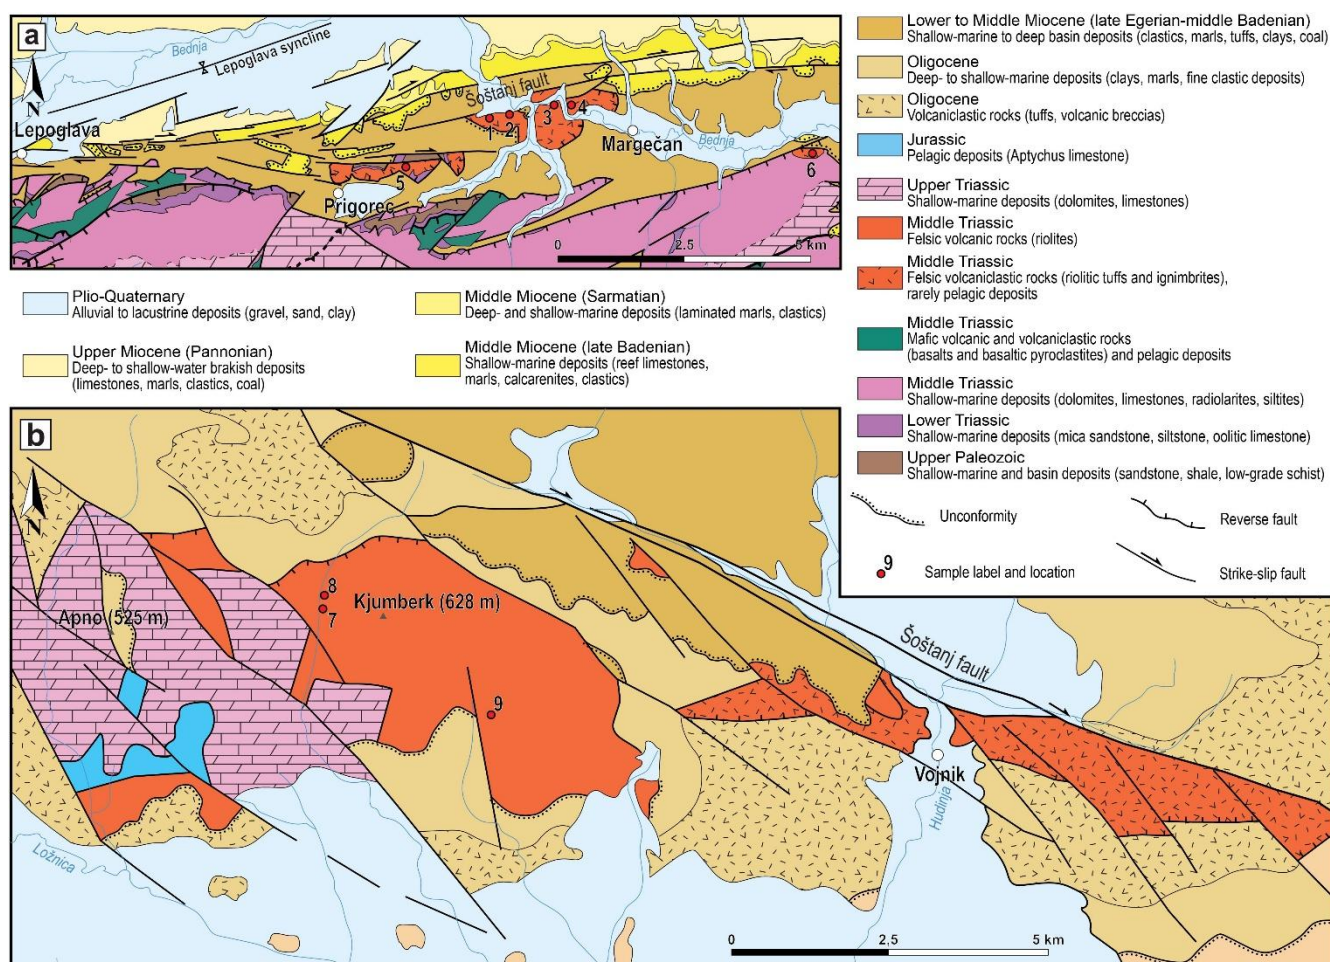 a
Bednja
Lepoglava syncline
N
Šoštanj fault
Lepoglava
1
2
3
4
Margečan
Bednja
5
6
Prigorec
0
2.5
5 km
Plio-Quaternary
Alluvial to lacustrine deposits (gravel, sand, clay)
Upper Miocene (Pannonian)
Deep- to shallow-water brakish deposits
(limestones, marls, clastics, coal)
Middle Miocene (Sarmatian)
Deep- and shallow-marine deposits (laminated marls, clastics)
Middle Miocene (late Badenian)
Shallow-marine deposits (reef limestones,
marls, calcarenites, clastics)
Lower to Middle Miocene (late Egerian-middle Badenian)
Shallow-marine to deep basin deposits (clastics, marls, tuffs, clays, coal)
Oligocene
Deep- to shallow-marine deposits (clays, marls, fine clastic deposits)
Oligocene
Volcaniclastic rocks (tuffs, volcanic breccias)
Jurassic
Pelagic deposits (Aptychus limestone)
Upper Triassic
Shallow-marine deposits (dolomites, limestones)
Middle Triassic
Felsic volcanic rocks (riolites)
Middle Triassic
Felsic volcaniclastic rocks (riolitic tuffs and ignimbrites),
rarely pelagic deposits
Middle Triassic
Mafic volcanic and volcaniclastic rocks
(basalts and basaltic pyroclastites) and pelagic deposits
Middle Triassic
Shallow-marine deposits (dolomites, limestones, radiolarites, siltites)
Lower Triassic
Shallow-marine deposits (mica sandstone, siltstone, oolitic limestone)
Upper Paleozoic
Shallow-marine and basin deposits (sandstone, shale, low-grade schist)
Unconformity
Reverse fault
9
Sample label and location
Strike-slip fault
b
N
8
7
Kjumberk (628 m)
Apno (525 m)
Šoštanj fault
9
Vojnik
Hudinja
Ložnica
0
2,5
5 km